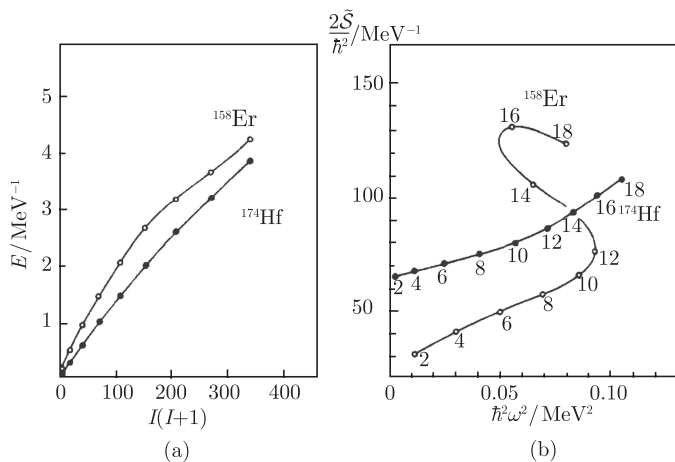 5
4
3
2
1
E/MeV⁻¹
¹⁵⁸Er
¹⁷⁴Hf
0 100 200 300 400
I(I+1)
(a)
2𝒮̃/ħ² /MeV⁻¹
150
100
50
¹⁵⁸Er
16
18
14
18
16 ¹⁷⁴Hf
14
12
10
8
6
4
2
12
10
8
6
4
2
0 0.05 0.10
ħ²ω²/MeV²
(b)